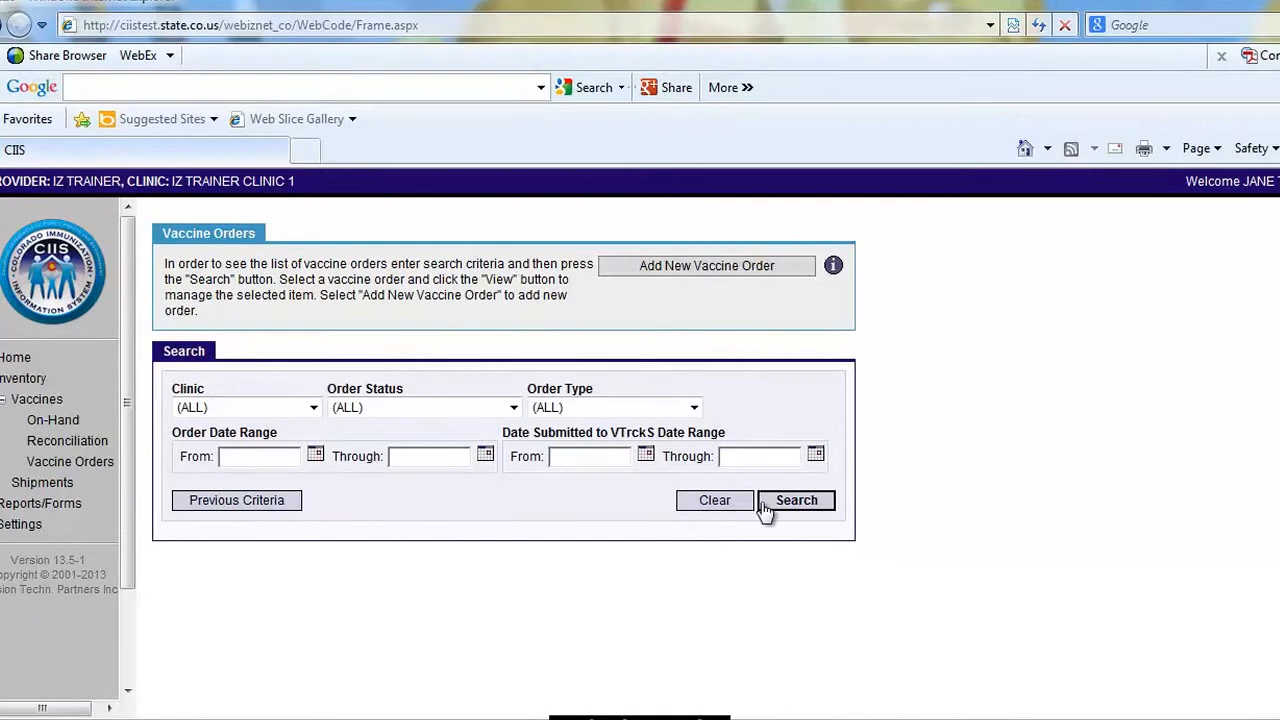 http://ciistest.state.co.us/webiznet_co/WebCode/Frame.aspx
Google
Share Browser WebEx
Google Search Share More »
Favorites Suggested Sites Web Slice Gallery
CIIS
Page Safety
ROVIDER: IZ TRAINER, CLINIC: IZ TRAINER CLINIC 1
Welcome JANE
COLORADO IMMUNIZATION INFORMATION SYSTEM
CIIS
Home
nventory
Vaccines
On-Hand
Reconciliation
Vaccine Orders
Shipments
Reports/Forms
Settings
Version 13.5-1
opyright © 2001-2013
sion Techn. Partners Inc
Vaccine Orders
In order to see the list of vaccine orders enter search criteria and then press
the "Search" button. Select a vaccine order and click the "View" button to
manage the selected item. Select "Add New Vaccine Order" to add new
order.
Add New Vaccine Order
Search
Clinic Order Status Order Type
(ALL) (ALL) (ALL)
Order Date Range Date Submitted to VTrckS Date Range
From: Through: From: Through:
Previous Criteria Clear Search